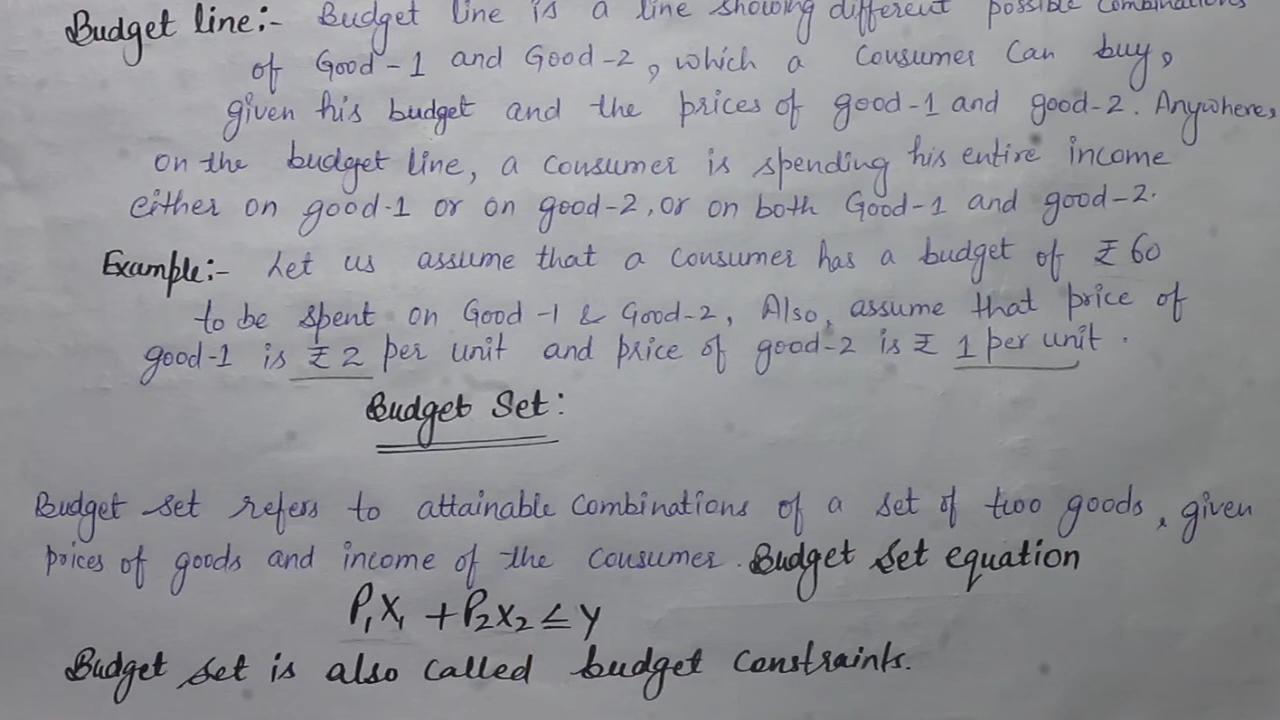 Budget line:- Budget line is a line showing different possible combinations
of Good-1 and Good-2, which a consumer can buy,
given his budget and the prices of good-1 and good-2. Anywhere,
on the budget line, a consumer is spending his entire income
either on good-1 or on good-2, or on both Good-1 and good-2.
Example:- Let us assume that a consumer has a budget of ₹ 60
to be spent on Good-1 & Good-2, Also, assume that price of
good-1 is ₹ 2 per unit and price of good-2 is ₹ 1 per unit.
Budget Set:
Budget set refers to attainable combinations of a set of two goods, given
prices of goods and income of the consumer. Budget set equation
P₁X₁ + P₂X₂ ≤ Y
Budget set is also called budget constraints.